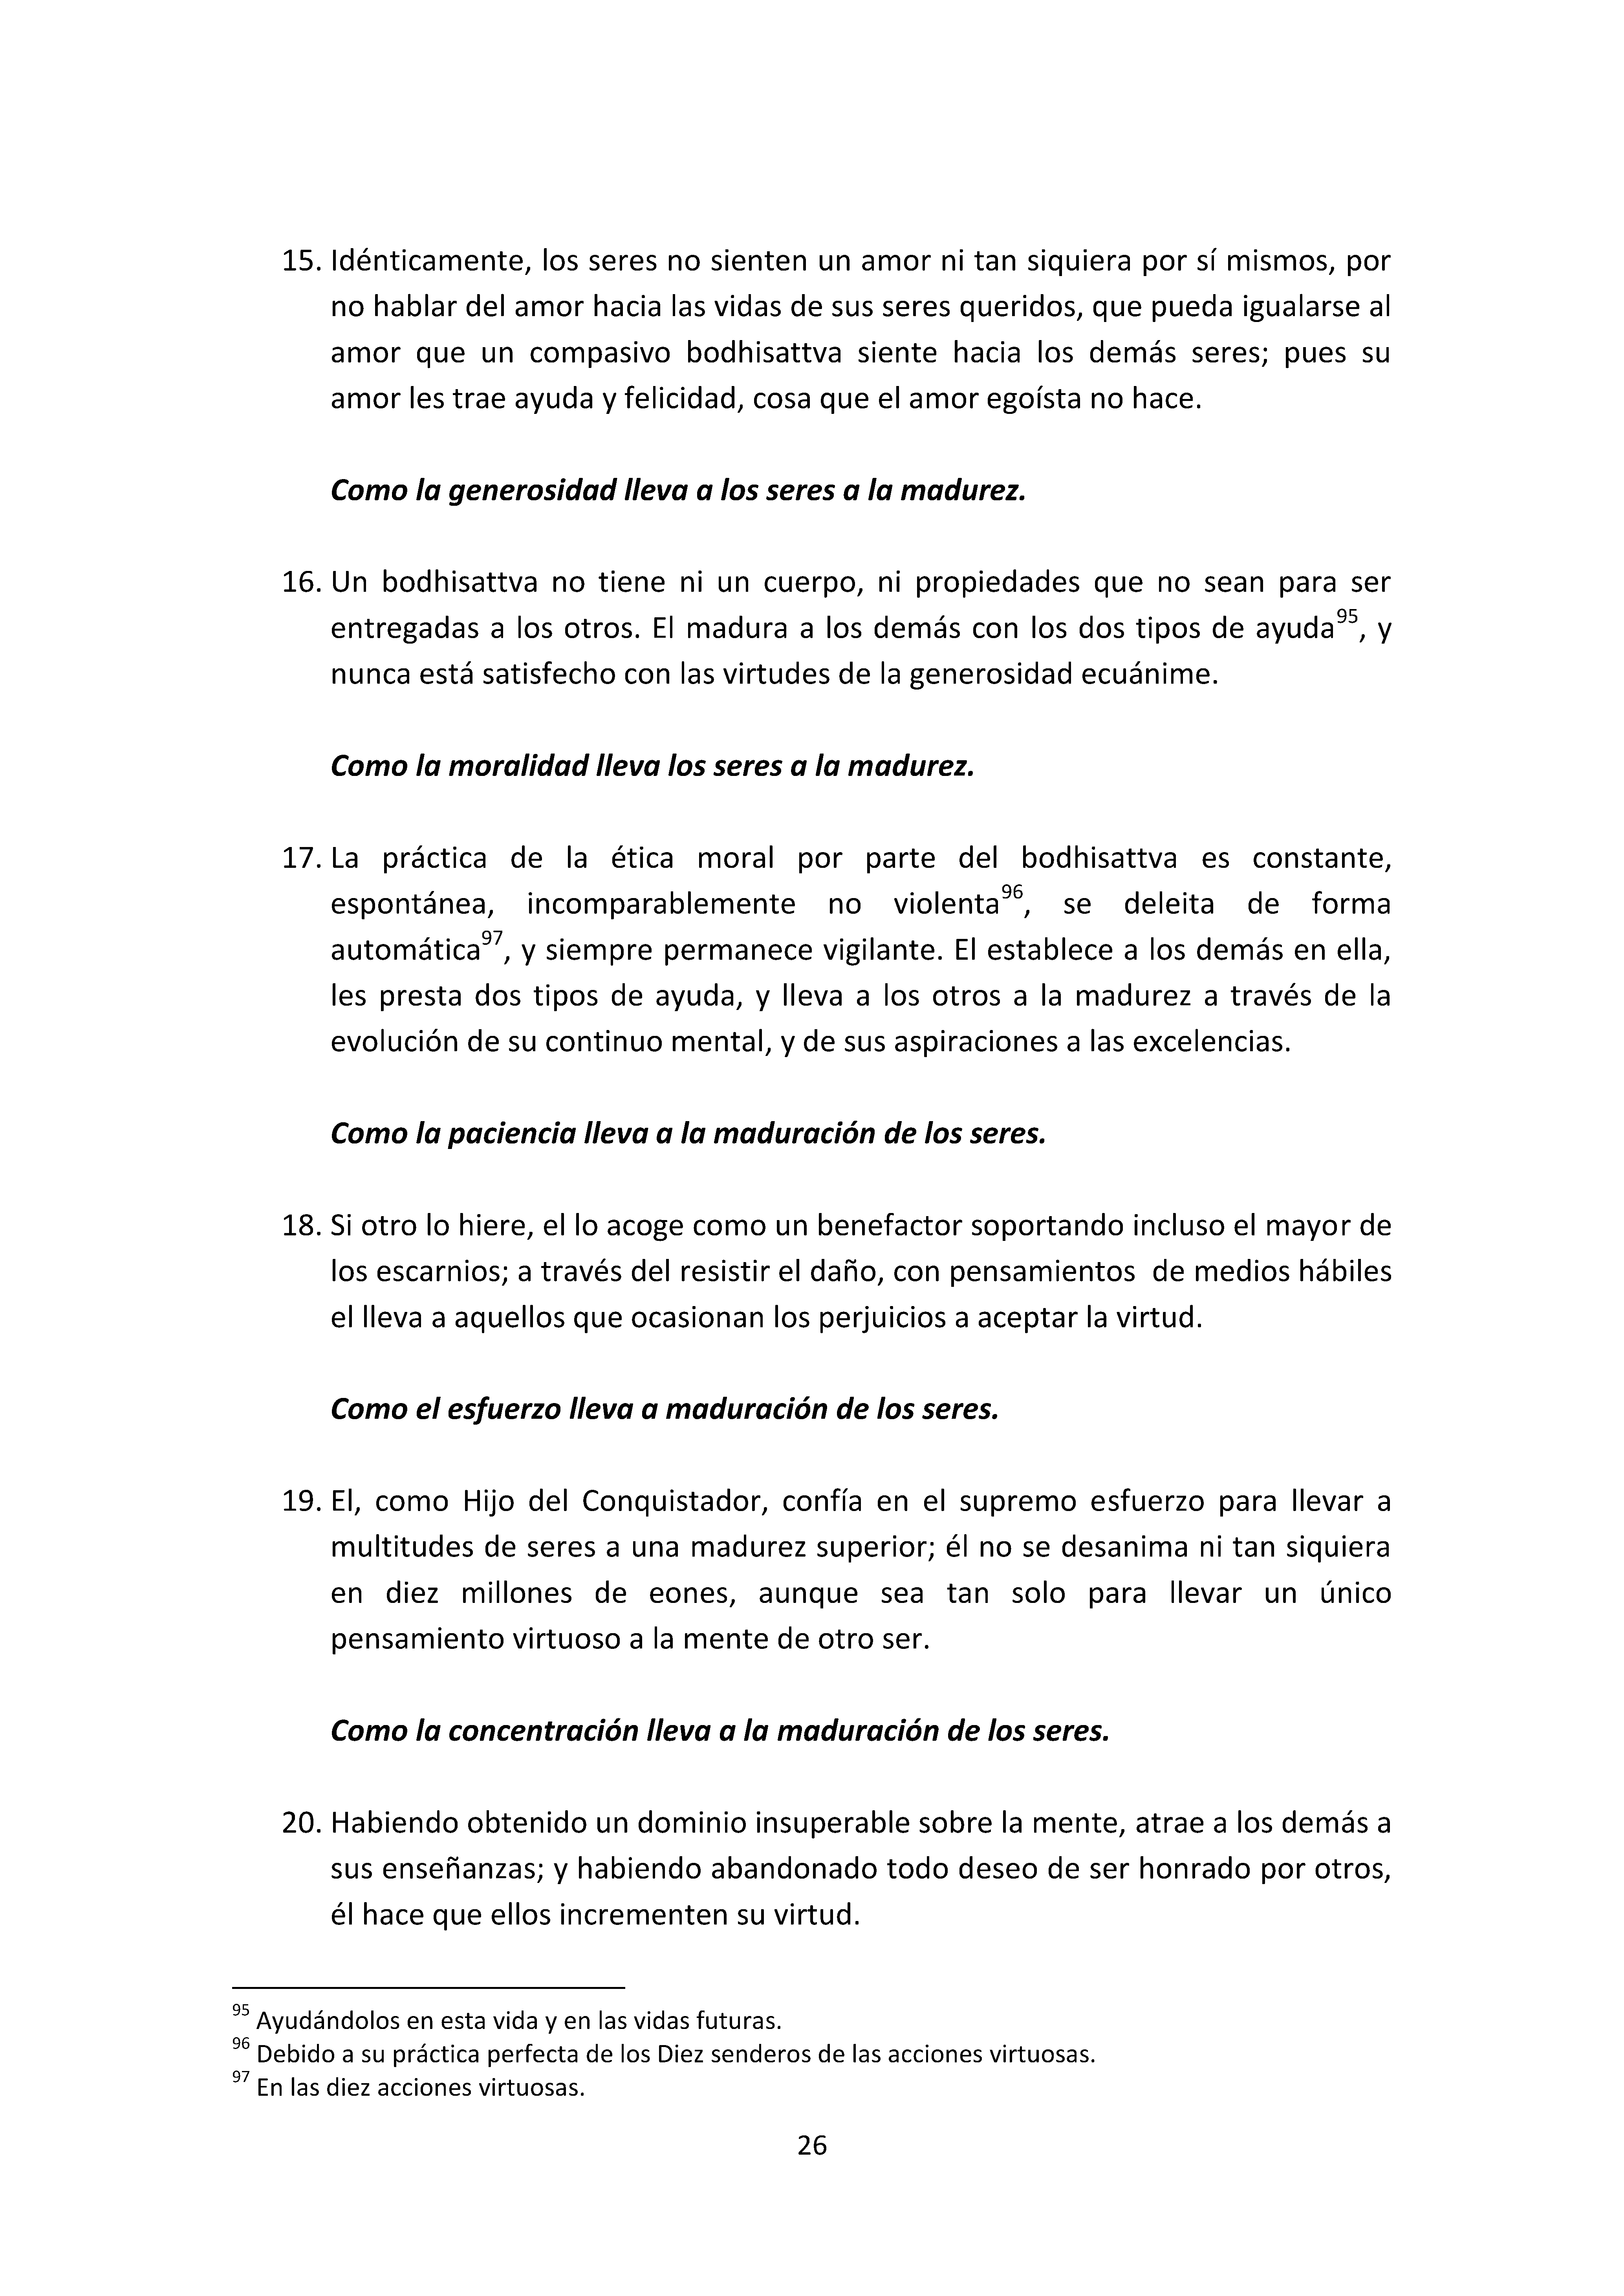 15. Idénticamente, los seres no sienten un amor ni tan siquiera por sí mismos, por
no hablar del amor hacia las vidas de sus seres queridos, que pueda igualarse al
amor que un compasivo bodhisattva siente hacia los demás seres; pues su
amor les trae ayuda y felicidad, cosa que el amor egoísta no hace.
Como la generosidad lleva a los seres a la madurez.
16. Un bodhisattva no tiene ni un cuerpo, ni propiedades que no sean para ser
entregadas a los otros. El madura a los demás con los dos tipos de ayuda95, y
nunca está satisfecho con las virtudes de la generosidad ecuánime.
Como la moralidad lleva los seres a la madurez.
17. La práctica de la ética moral por parte del bodhisattva es constante,
espontánea, incomparablemente no violenta96, se deleita de forma
automática97, y siempre permanece vigilante. El establece a los demás en ella,
les presta dos tipos de ayuda, y lleva a los otros a la madurez a través de la
evolución de su continuo mental, y de sus aspiraciones a las excelencias.
Como la paciencia lleva a la maduración de los seres.
18. Si otro lo hiere, el lo acoge como un benefactor soportando incluso el mayor de
los escarnios; a través del resistir el daño, con pensamientos  de medios hábiles
el lleva a aquellos que ocasionan los perjuicios a aceptar la virtud.
Como el esfuerzo lleva a maduración de los seres.
19. El, como Hijo del Conquistador, confía en el supremo esfuerzo para llevar a
multitudes de seres a una madurez superior; él no se desanima ni tan siquiera
en diez millones de eones, aunque sea tan solo para llevar un único
pensamiento virtuoso a la mente de otro ser.
Como la concentración lleva a la maduración de los seres.
20. Habiendo obtenido un dominio insuperable sobre la mente, atrae a los demás a
sus enseñanzas; y habiendo abandonado todo deseo de ser honrado por otros,
él hace que ellos incrementen su virtud.
95 Ayudándolos en esta vida y en las vidas futuras.
96 Debido a su práctica perfecta de los Diez senderos de las acciones virtuosas.
97 En las diez acciones virtuosas.
26